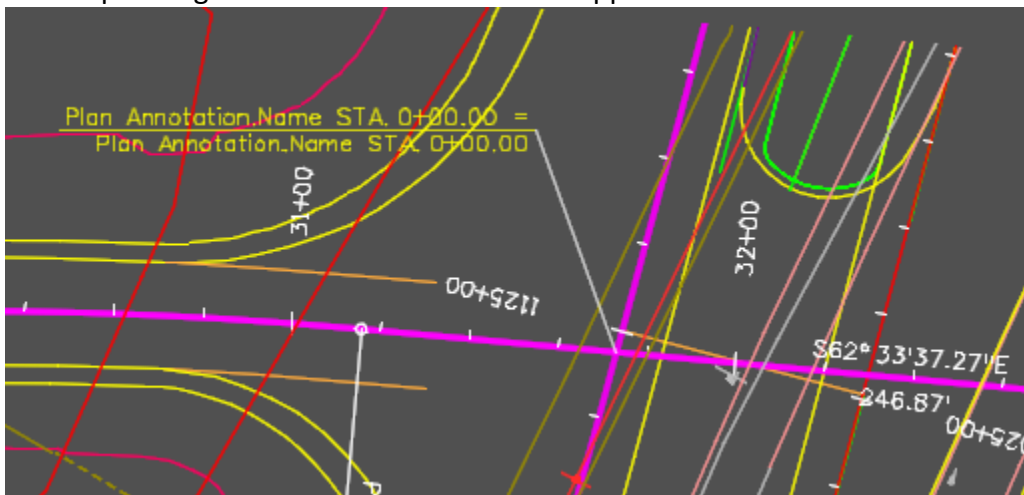 Plan Annotation.Name STA. 0+00.00 =
Plan Annotation.Name STA. 0+00.00
31+00
32+00
1125+00
S62° 33'37.27"E
246.87'